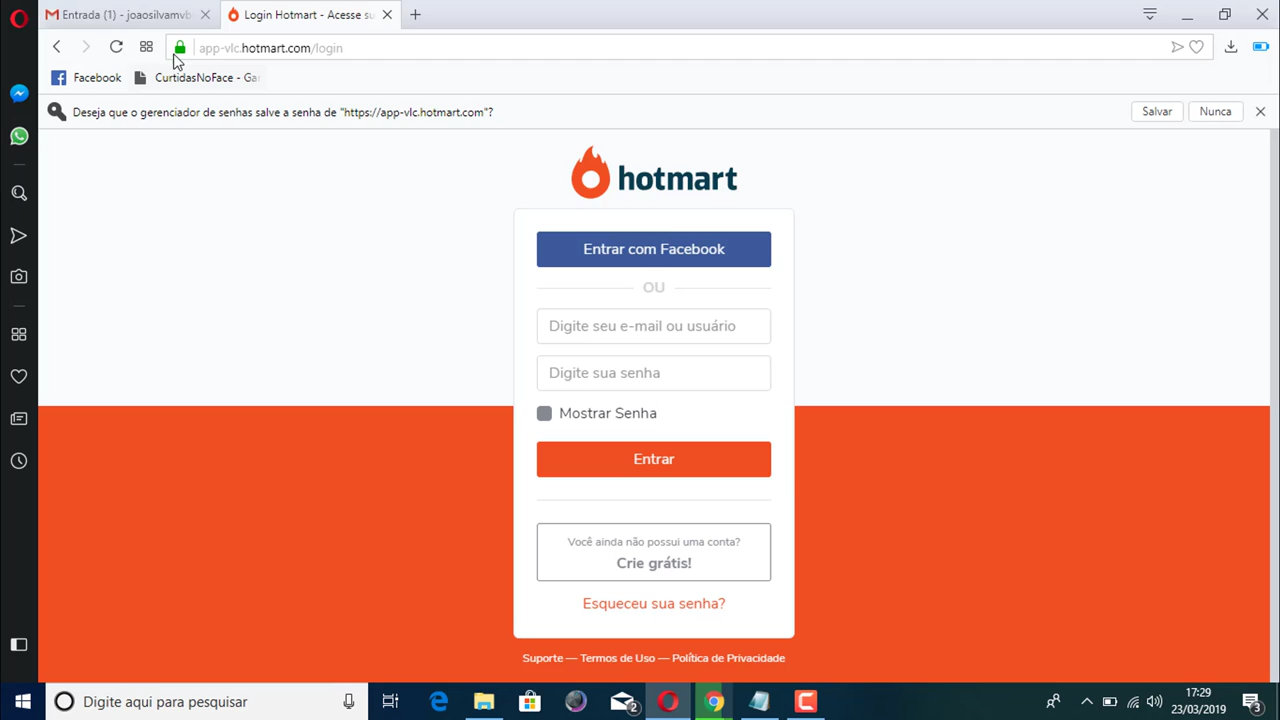 Entrada (1) - joaosilvamvb
Login Hotmart - Acesse su
app-vlc.hotmart.com/login
Facebook
CurtidasNoFace - Gar
Deseja que o gerenciador de senhas salve a senha de "https://app-vlc.hotmart.com"?
Salvar
Nunca
hotmart
Entrar com Facebook
OU
Digite seu e-mail ou usuário
Digite sua senha
Mostrar Senha
Entrar
Você ainda não possui uma conta?
Crie grátis!
Esqueceu sua senha?
Suporte — Termos de Uso — Política de Privacidade
Digite aqui para pesquisar
2
17:29
23/03/2019
3